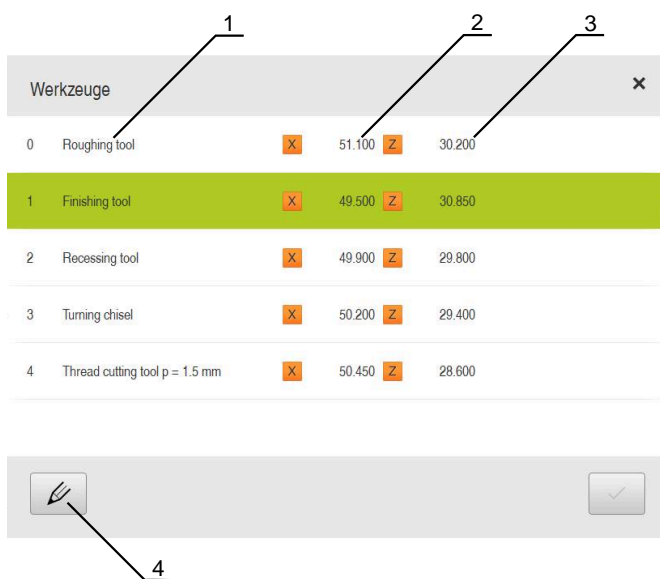 1 2 3
Werkzeuge ×
0 Roughing tool X 51.100 Z 30.200
1 Finishing tool X 49.500 Z 30.850
2 Recessing tool X 49.900 Z 29.800
3 Turning chisel X 50.200 Z 29.400
4 Thread cutting tool p = 1.5 mm X 50.450 Z 28.600
4